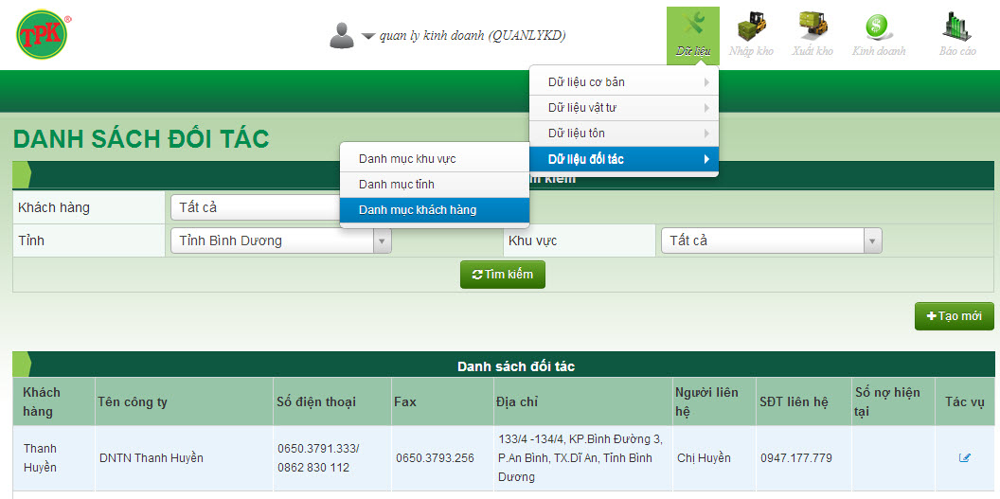 TPK®
quan ly kinh doanh (QUANLYKD)
Dữ liệu
Nhập kho
Xuất kho
Kinh doanh
Báo cáo
Dữ liệu cơ bản
Dữ liệu vật tư
Dữ liệu tôn
Dữ liệu đối tác
DANH SÁCH ĐỐI TÁC
Danh mục khu vực
Danh mục tỉnh
Danh mục khách hàng
kiếm
Khách hàng
Tất cả
Tỉnh
Tỉnh Bình Dương
Khu vực
Tất cả
Tìm kiếm
Tạo mới
Danh sách đối tác
Khách
hàng
Tên công ty
Số điện thoại
Fax
Địa chỉ
Người liên
hệ
SĐT liên hệ
Số nợ hiện
tại
Tác vụ
Thanh
Huyền
DNTN Thanh Huyền
0650.3791.333/
0862 830 112
0650.3793.256
133/4 -134/4, KP.Bình Đường 3,
P.An Bình, TX.Dĩ An, Tỉnh Bình
Dương
Chị Huyền
0947.177.779